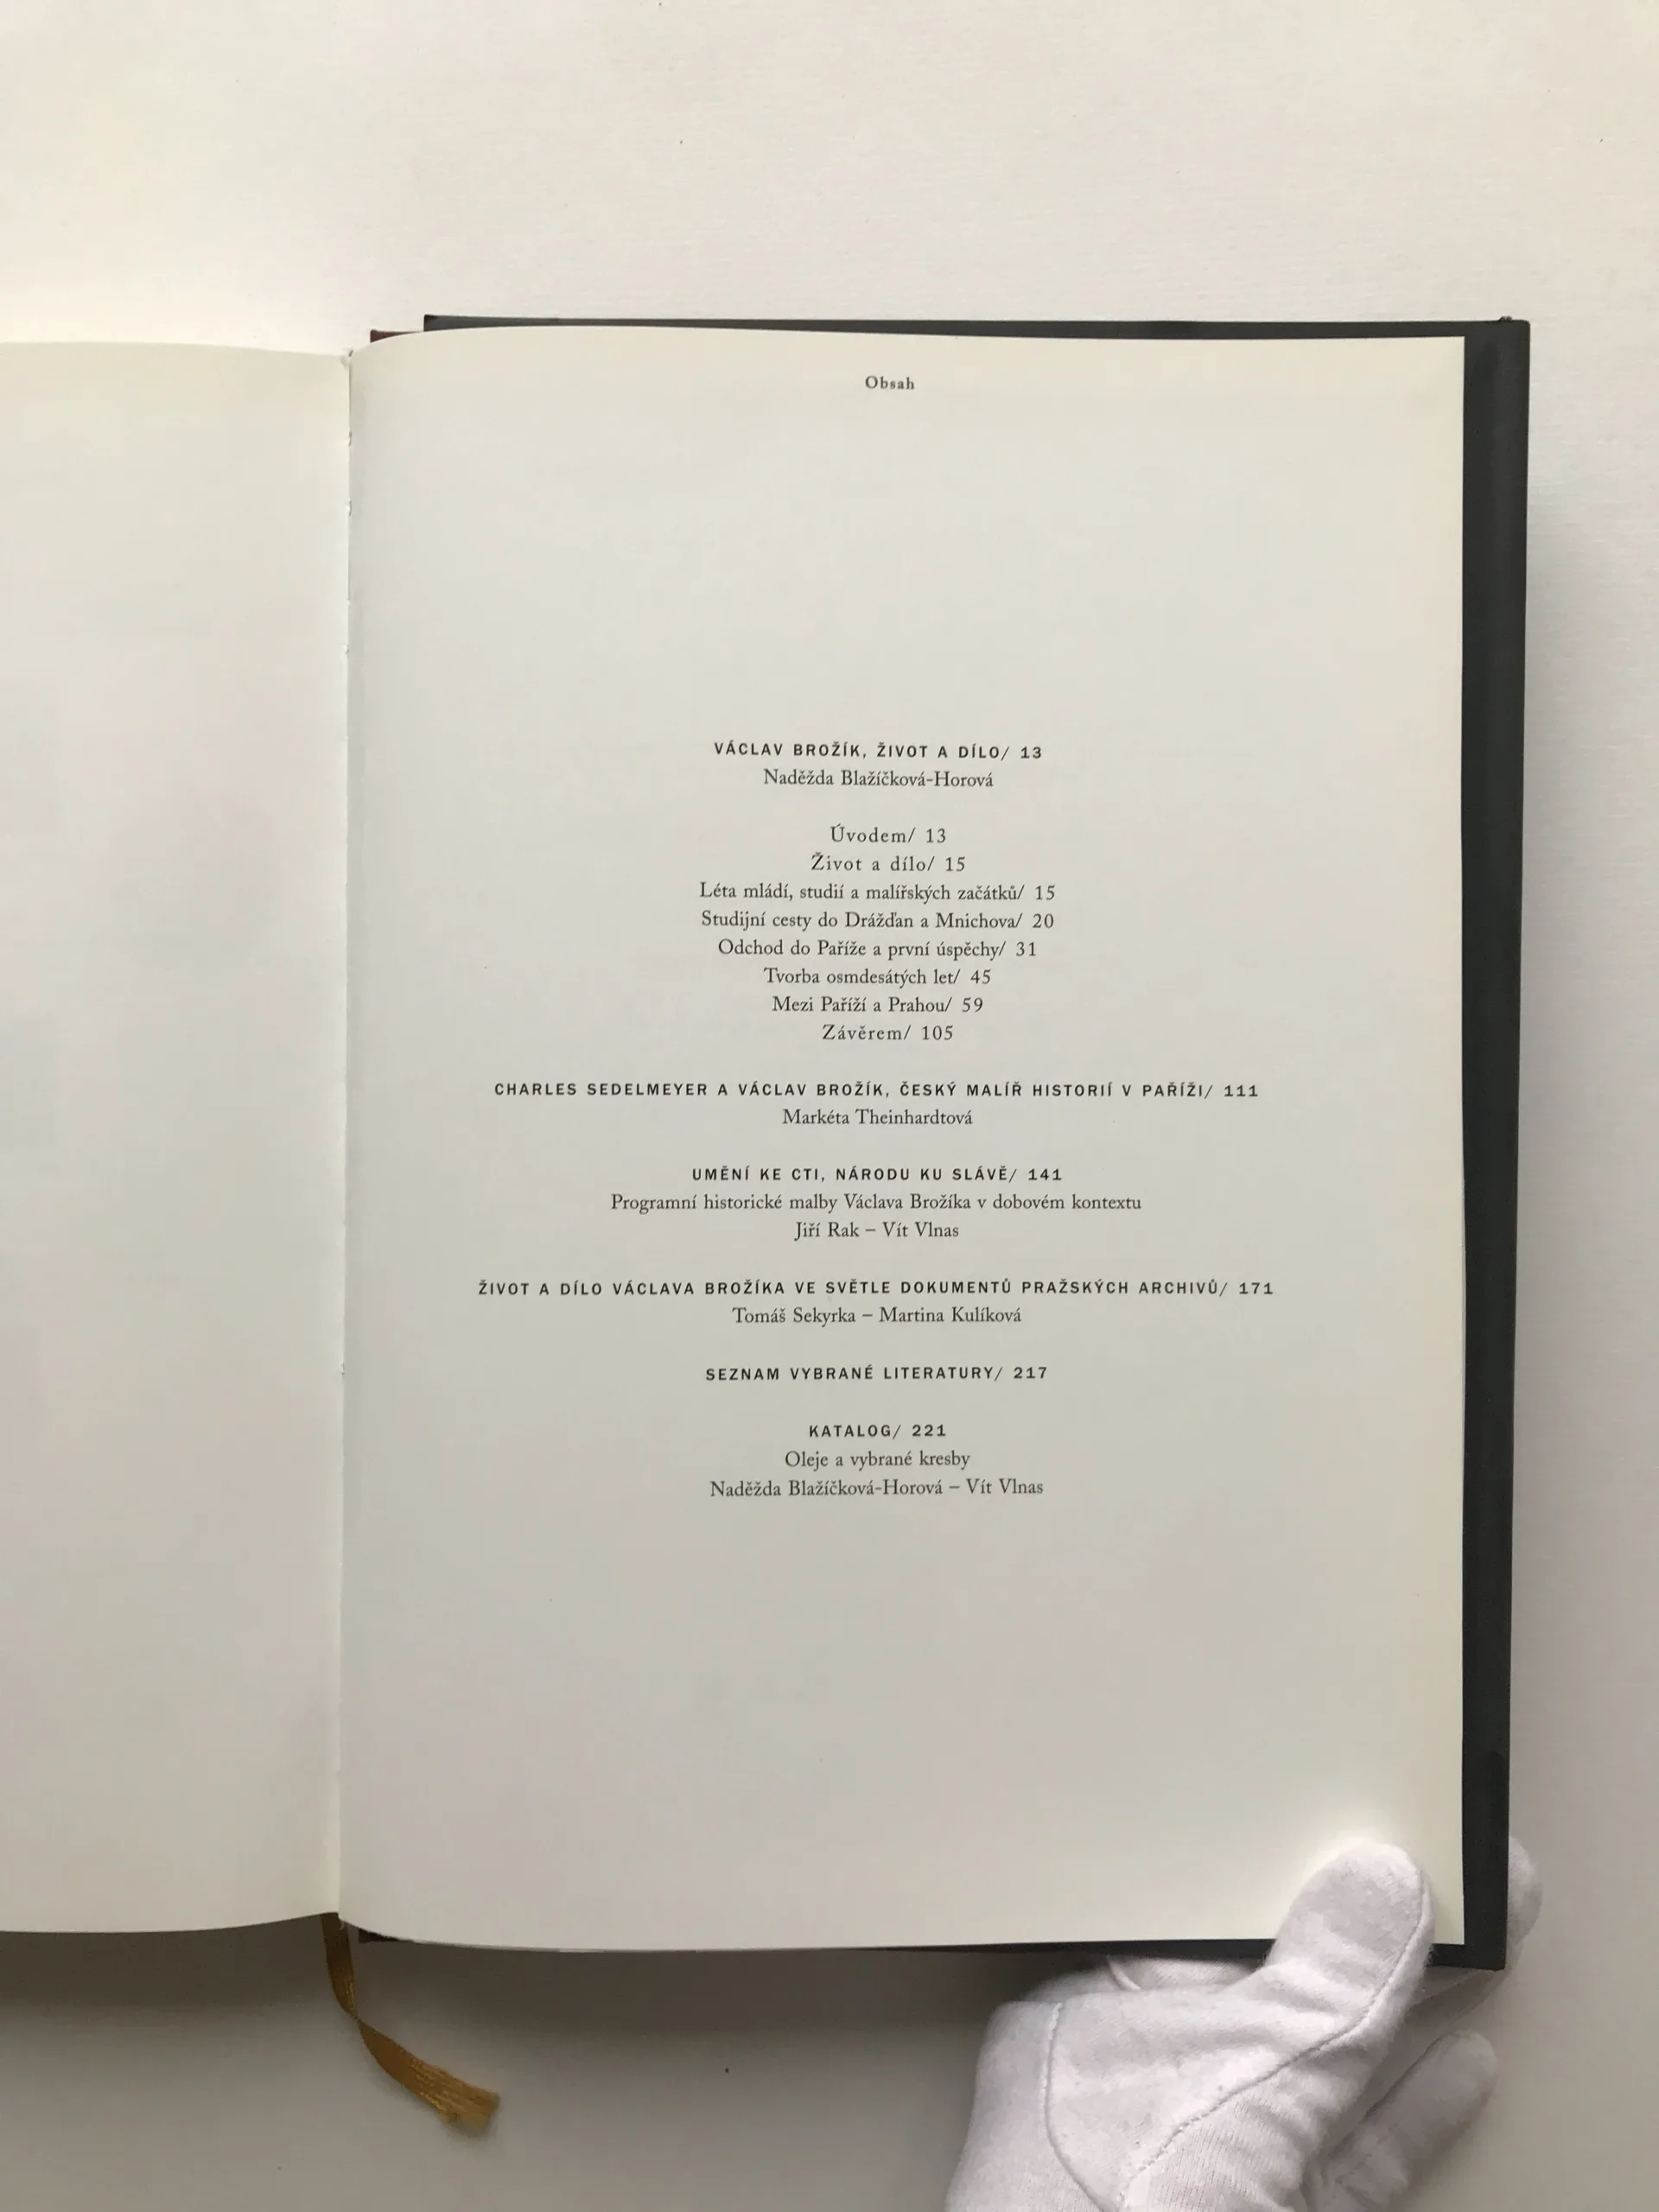 Obsah
VÁCLAV BROŽÍK, ŽIVOT A DÍLO/ 13
Naděžda Blažíčková-Horová
Úvodem/ 13
Život a dílo/ 15
Léta mládí, studií a malířských začátků/ 15
Studijní cesty do Drážďan a Mnichova/ 20
Odchod do Paříže a první úspěchy/ 31
Tvorba osmdesátých let/ 45
Mezi Paříží a Prahou/ 59
Závěrem/ 105
CHARLES SEDELMEYER A VÁCLAV BROŽÍK, ČESKÝ MALÍŘ HISTORIÍ V PAŘÍŽI/ 111
Markéta Theinhardtová
UMĚNÍ KE CTI, NÁRODU KU SLÁVĚ/ 141
Programní historické malby Václava Brožíka v dobovém kontextu
Jiří Rak – Vít Vlnas
ŽIVOT A DÍLO VÁCLAVA BROŽÍKA VE SVĚTLE DOKUMENTŮ PRAŽSKÝCH ARCHIVŮ/ 171
Tomáš Sekyrka – Martina Kulíková
SEZNAM VYBRANÉ LITERATURY/ 217
KATALOG/ 221
Oleje a vybrané kresby
Naděžda Blažíčková-Horová – Vít Vlnas